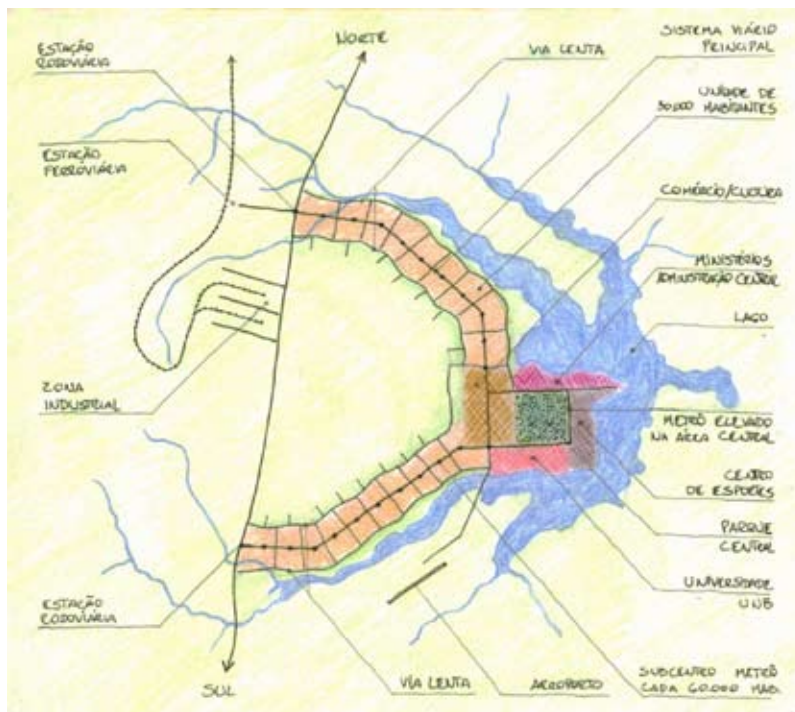 ESTAÇÃO
RODOVIÁRIA
NORTE
VIA LENTA
SISTEMA VIÁRIO
PRINCIPAL
UNIDADE DE
30.000 HABITANTES
ESTAÇÃO
FERROVIÁRIA
COMÉRCIO/CULTURA
MINISTÉRIOS
ADMINISTRAÇÃO CENTRAL
LAGO
ZONA
INDUSTRIAL
METRÔ ELEVADO
NA ÁREA CENTRAL
CENTRO
DE ESPORTES
PARQUE
CENTRAL
UNIVERSIDADE
UNB
ESTAÇÃO
RODOVIÁRIA
SUL
VIA LENTA
AEROPORTO
SUBCENTRO METRÔ
CADA 60.000 HAB.